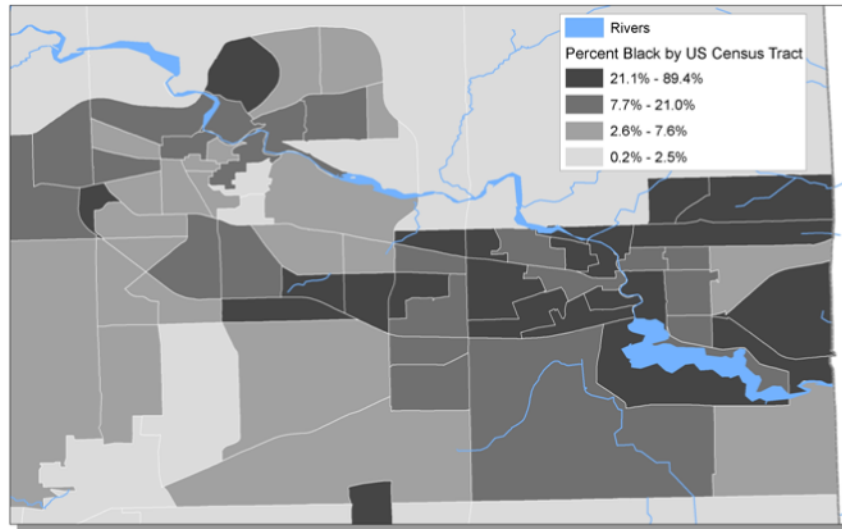 Rivers
Percent Black by US Census Tract
21.1% - 89.4%
7.7% - 21.0%
2.6% - 7.6%
0.2% - 2.5%